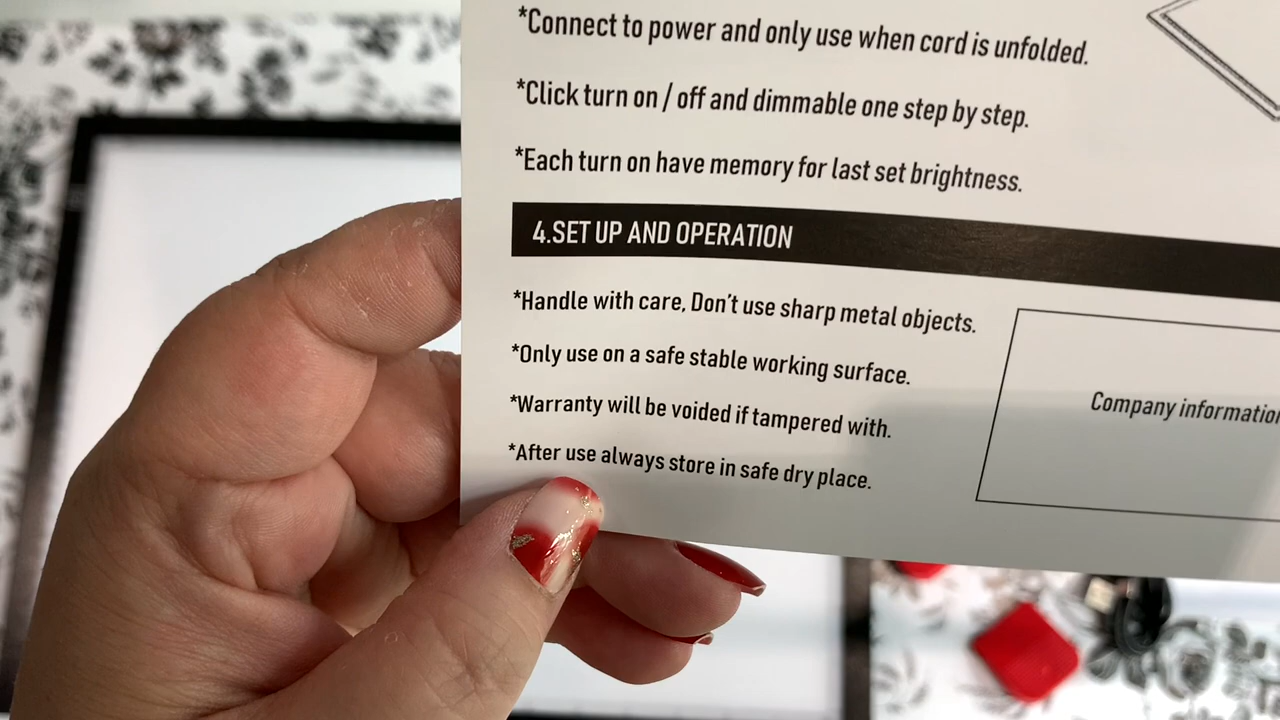 *Connect to power and only use when cord is unfolded.
*Click turn on / off and dimmable one step by step.
*Each turn on have memory for last set brightness.
4.SET UP AND OPERATION
*Handle with care, Don't use sharp metal objects.
*Only use on a safe stable working surface.
*Warranty will be voided if tampered with.
*After use always store in safe dry place.
Company information